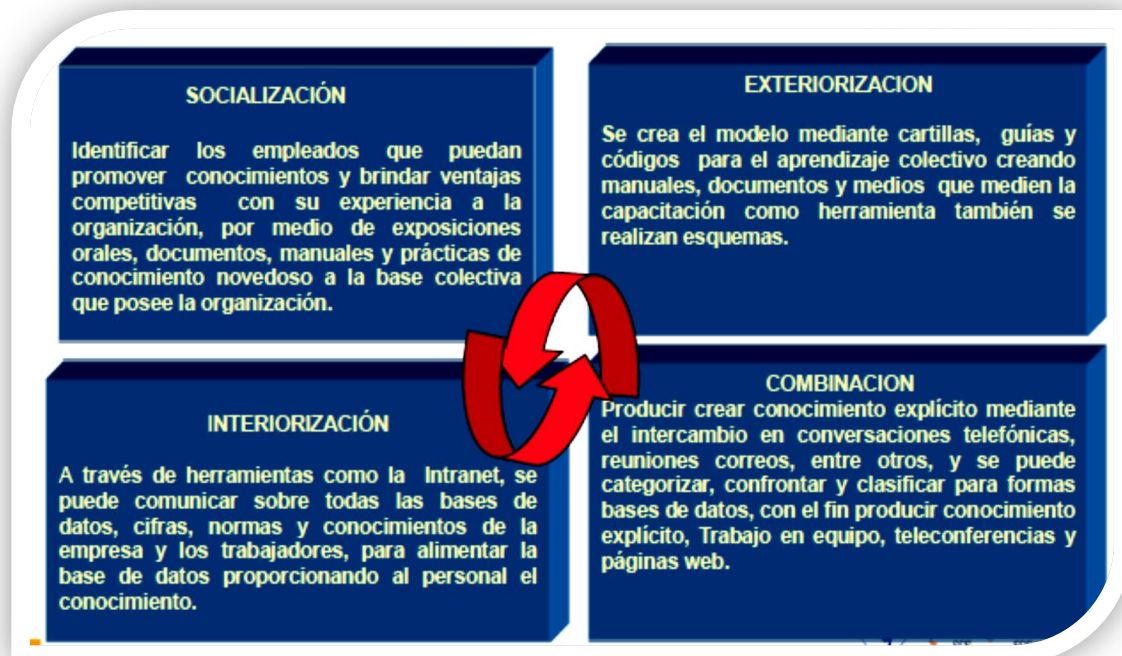 SOCIALIZACIÓN
Identificar los empleados que puedan
promover conocimientos y brindar ventajas
competitivas con su experiencia a la
organización, por medio de exposiciones
orales, documentos, manuales y prácticas de
conocimiento novedoso a la base colectiva
que posee la organización.
EXTERIORIZACION
Se crea el modelo mediante cartillas, guías y
códigos para el aprendizaje colectivo creando
manuales, documentos y medios que medien la
capacitación como herramienta también se
realizan esquemas.
INTERIORIZACIÓN
A través de herramientas como la Intranet, se
puede comunicar sobre todas las bases de
datos, cifras, normas y conocimientos de la
empresa y los trabajadores, para alimentar la
base de datos proporcionando al personal el
conocimiento.
COMBINACION
Producir crear conocimiento explícito mediante
el intercambio en conversaciones telefónicas,
reuniones correos, entre otros, y se puede
categorizar, confrontar y clasificar para formas
bases de datos, con el fin producir conocimiento
explícito, Trabajo en equipo, teleconferencias y
páginas web.